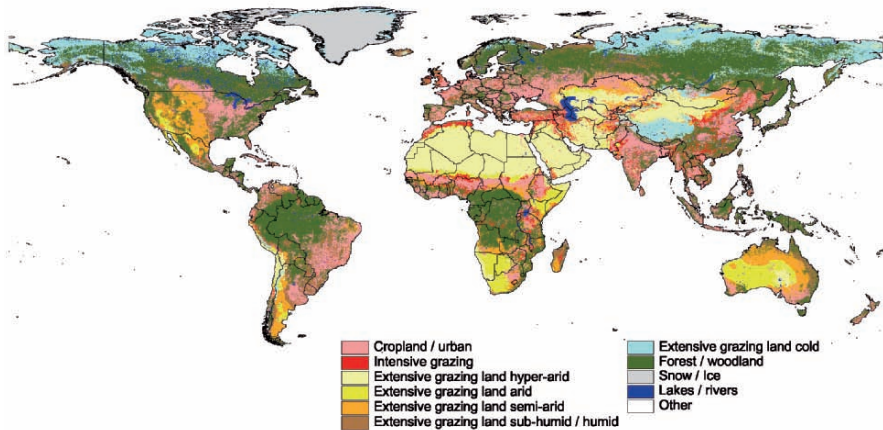 Cropland / urban
Intensive grazing
Extensive grazing land hyper-arid
Extensive grazing land arid
Extensive grazing land semi-arid
Extensive grazing land sub-humid / humid
Extensive grazing land cold
Forest / woodland
Snow / Ice
Lakes / rivers
Other